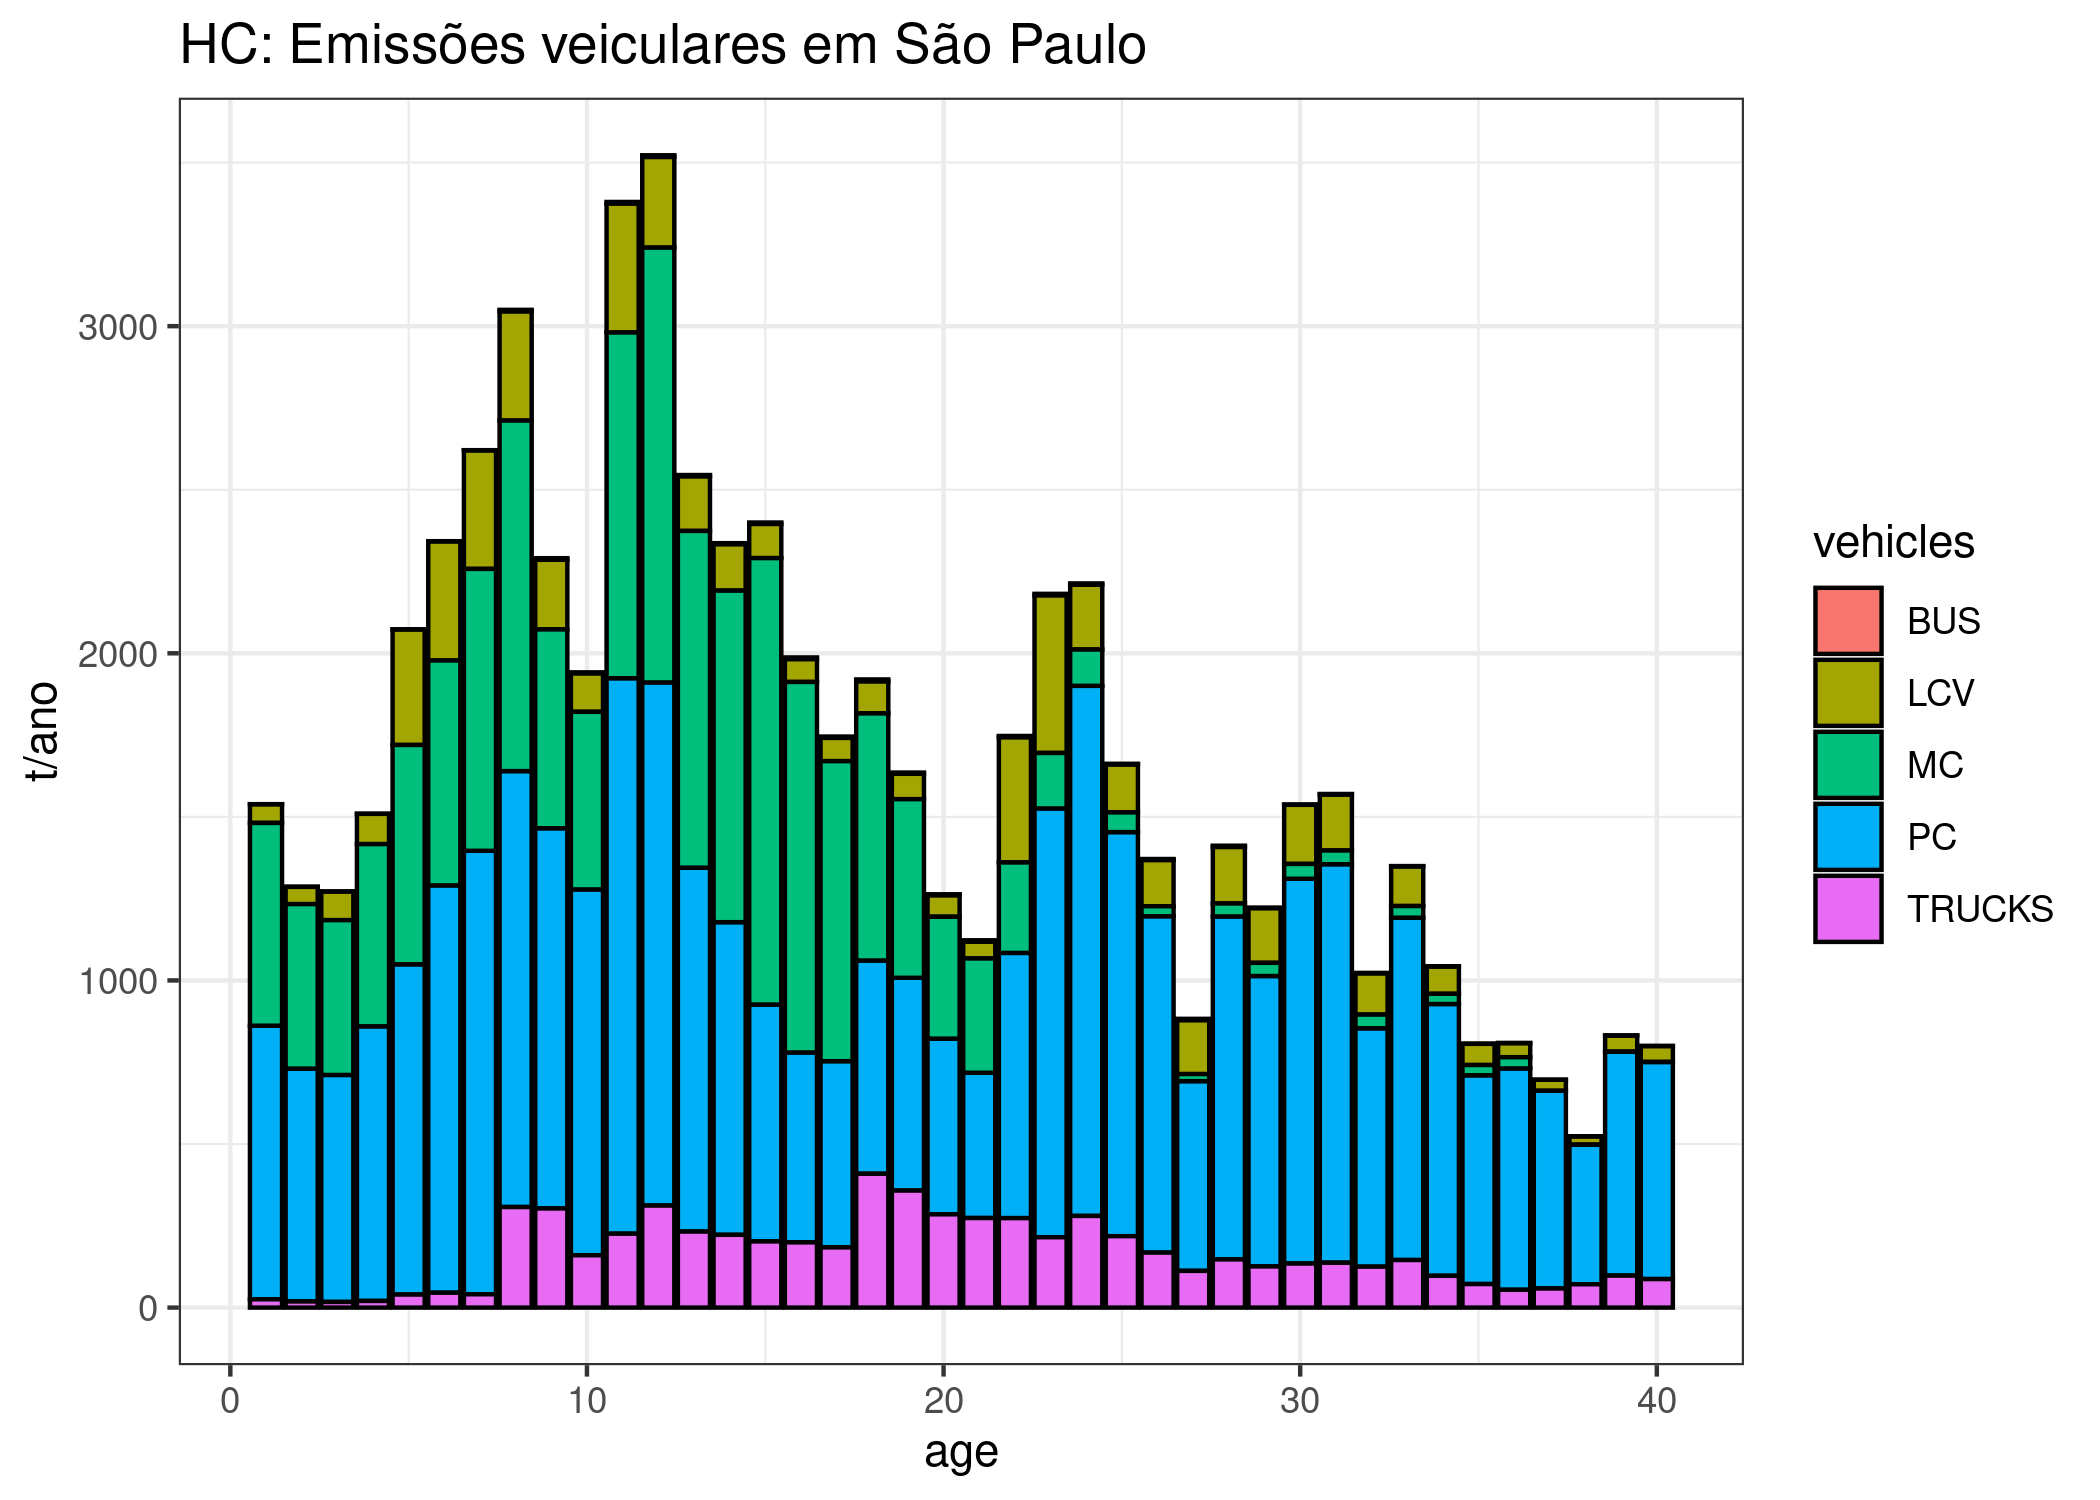 HC: Emissões veiculares em São Paulo
t/ano
3000
2000
1000
0
0
10
20
30
40
age
vehicles
BUS
LCV
MC
PC
TRUCKS